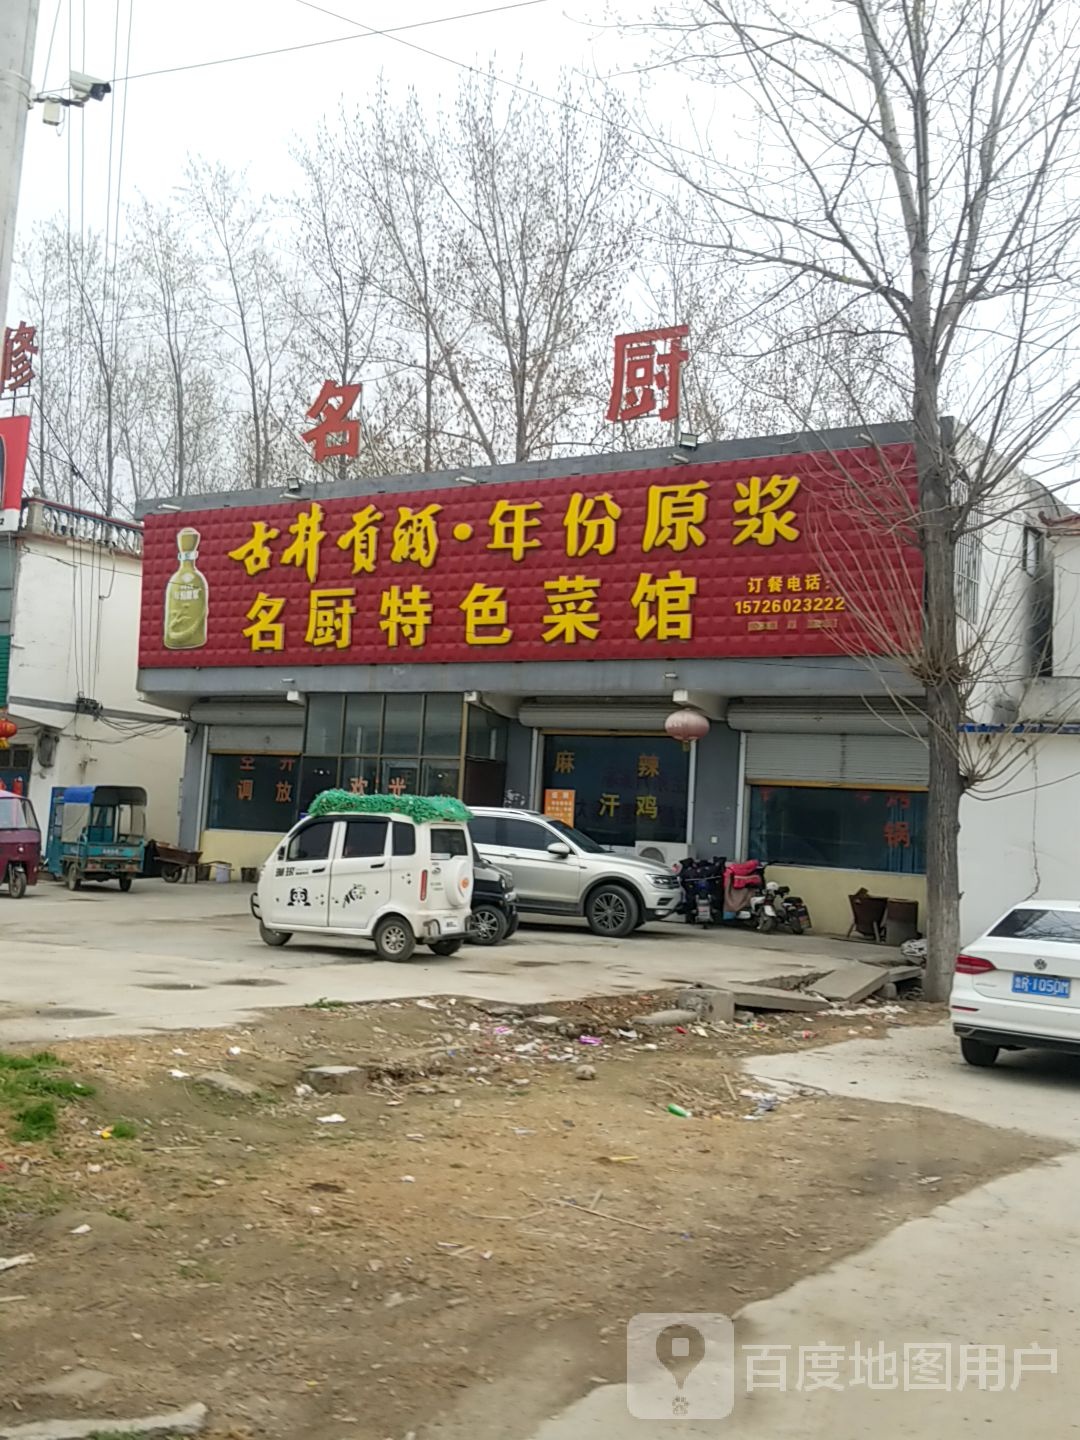 修
名 厨
古井贡酒·年份原浆
名厨特色菜馆
订餐电话:
15726023222
空 开
调 放
欢 光
麻 辣
汗 鸡
锅
R·1050M
百度地图用户